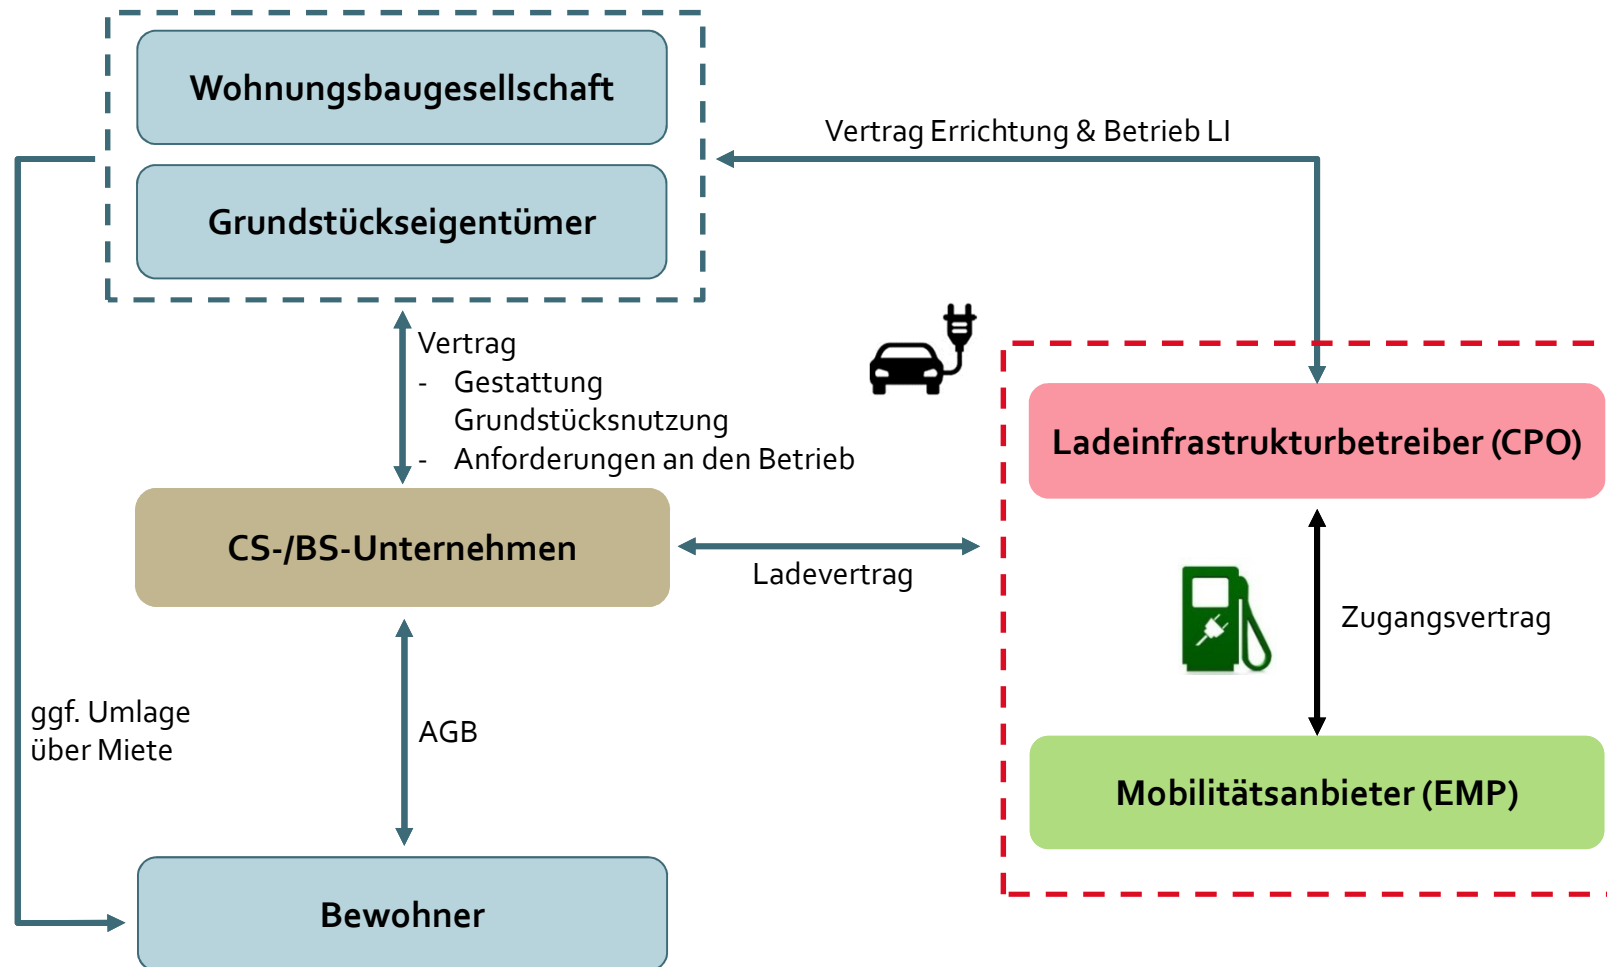 Wohnungsbaugesellschaft
Grundstückseigentümer
Vertrag Errichtung & Betrieb LI
Vertrag
- Gestattung
Grundstücksnutzung
- Anforderungen an den Betrieb
Ladeinfrastrukturbetreiber (CPO)
CS-/BS-Unternehmen
Ladevertrag
Zugangsvertrag
ggf. Umlage
über Miete
AGB
Mobilitätsanbieter (EMP)
Bewohner